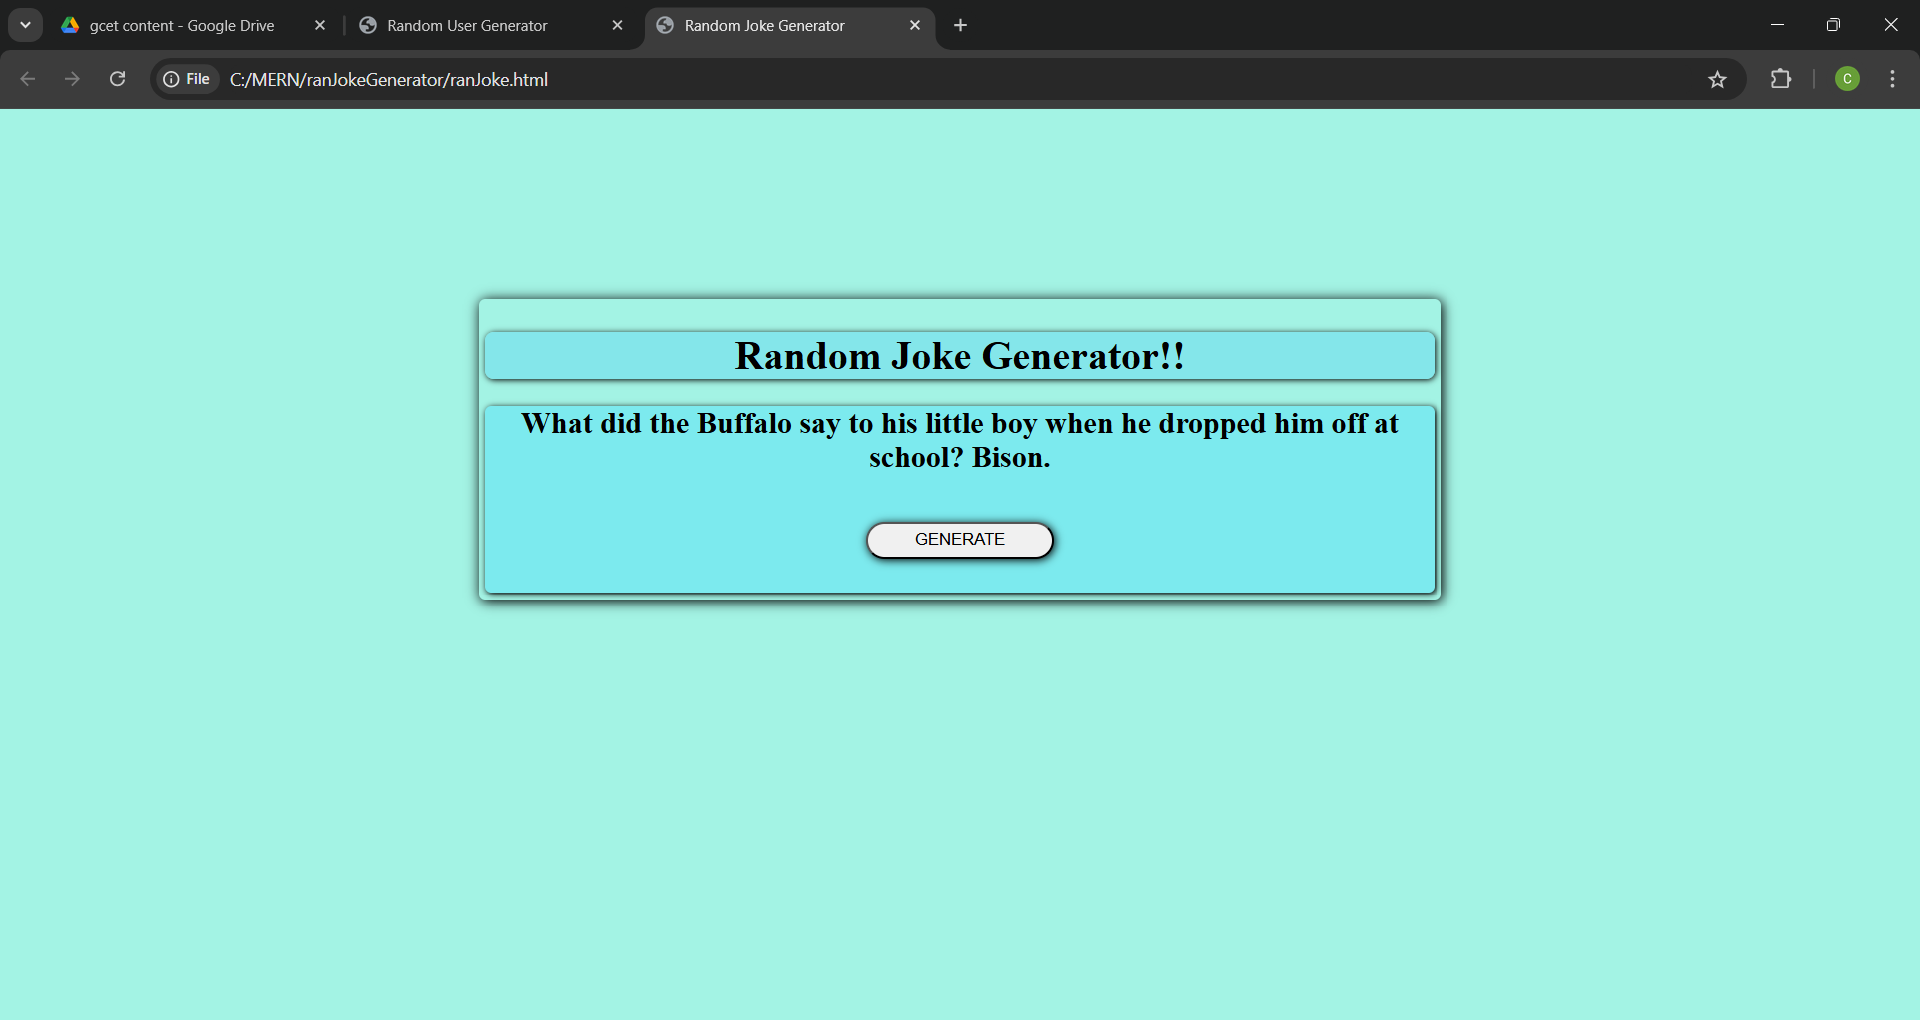 gcet content - Google Drive
Random User Generator
Random Joke Generator
File C:/MERN/ranJokeGenerator/ranJoke.html
C
Random Joke Generator!!
What did the Buffalo say to his little boy when he dropped him off at
school? Bison.
GENERATE